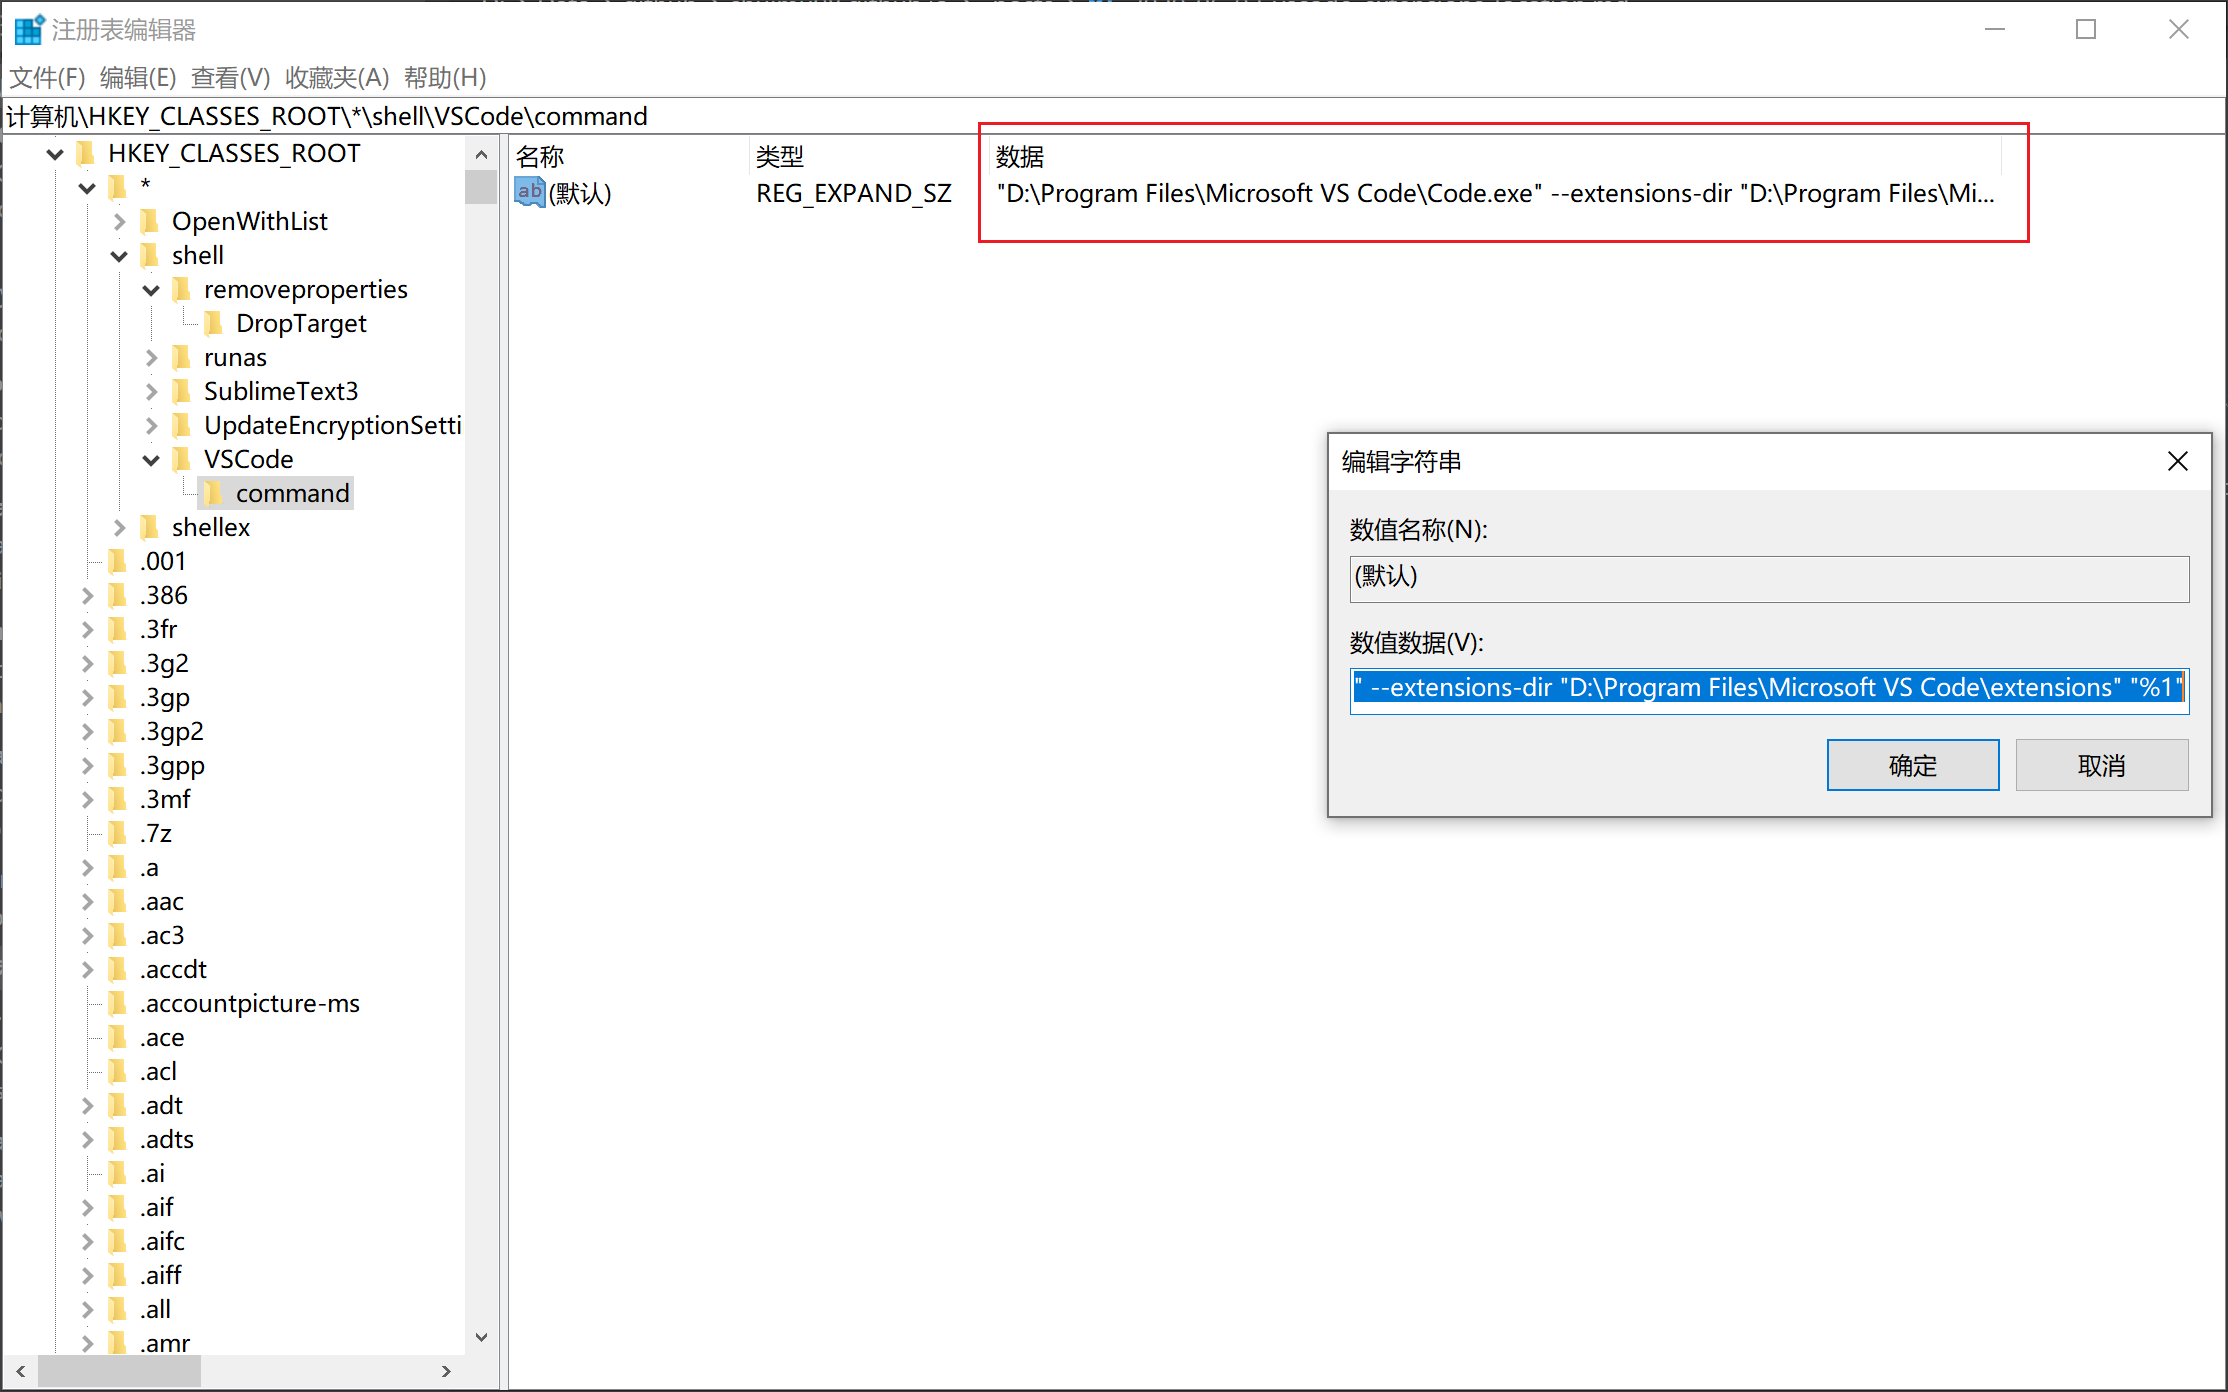 注册表编辑器
文件(F) 编辑(E) 查看(V) 收藏夹(A) 帮助(H)
计算机\HKEY_CLASSES_ROOT\*\shell\VSCode\command
HKEY_CLASSES_ROOT
*
OpenWithList
shell
removeproperties
DropTarget
runas
SublimeText3
UpdateEncryptionSetti
VSCode
command
shellex
.001
.386
.3fr
.3g2
.3gp
.3gp2
.3gpp
.3mf
.7z
.a
.aac
.ac3
.accdt
.accountpicture-ms
.ace
.acl
.adt
.adts
.ai
.aif
.aifc
.aiff
.all
.amr
名称 类型 数据
ab (默认) REG_EXPAND_SZ "D:\Program Files\Microsoft VS Code\Code.exe" --extensions-dir "D:\Program Files\Mi...
编辑字符串
数值名称(N):
(默认)
数值数据(V):
" --extensions-dir "D:\Program Files\Microsoft VS Code\extensions" "%1"
确定 取消